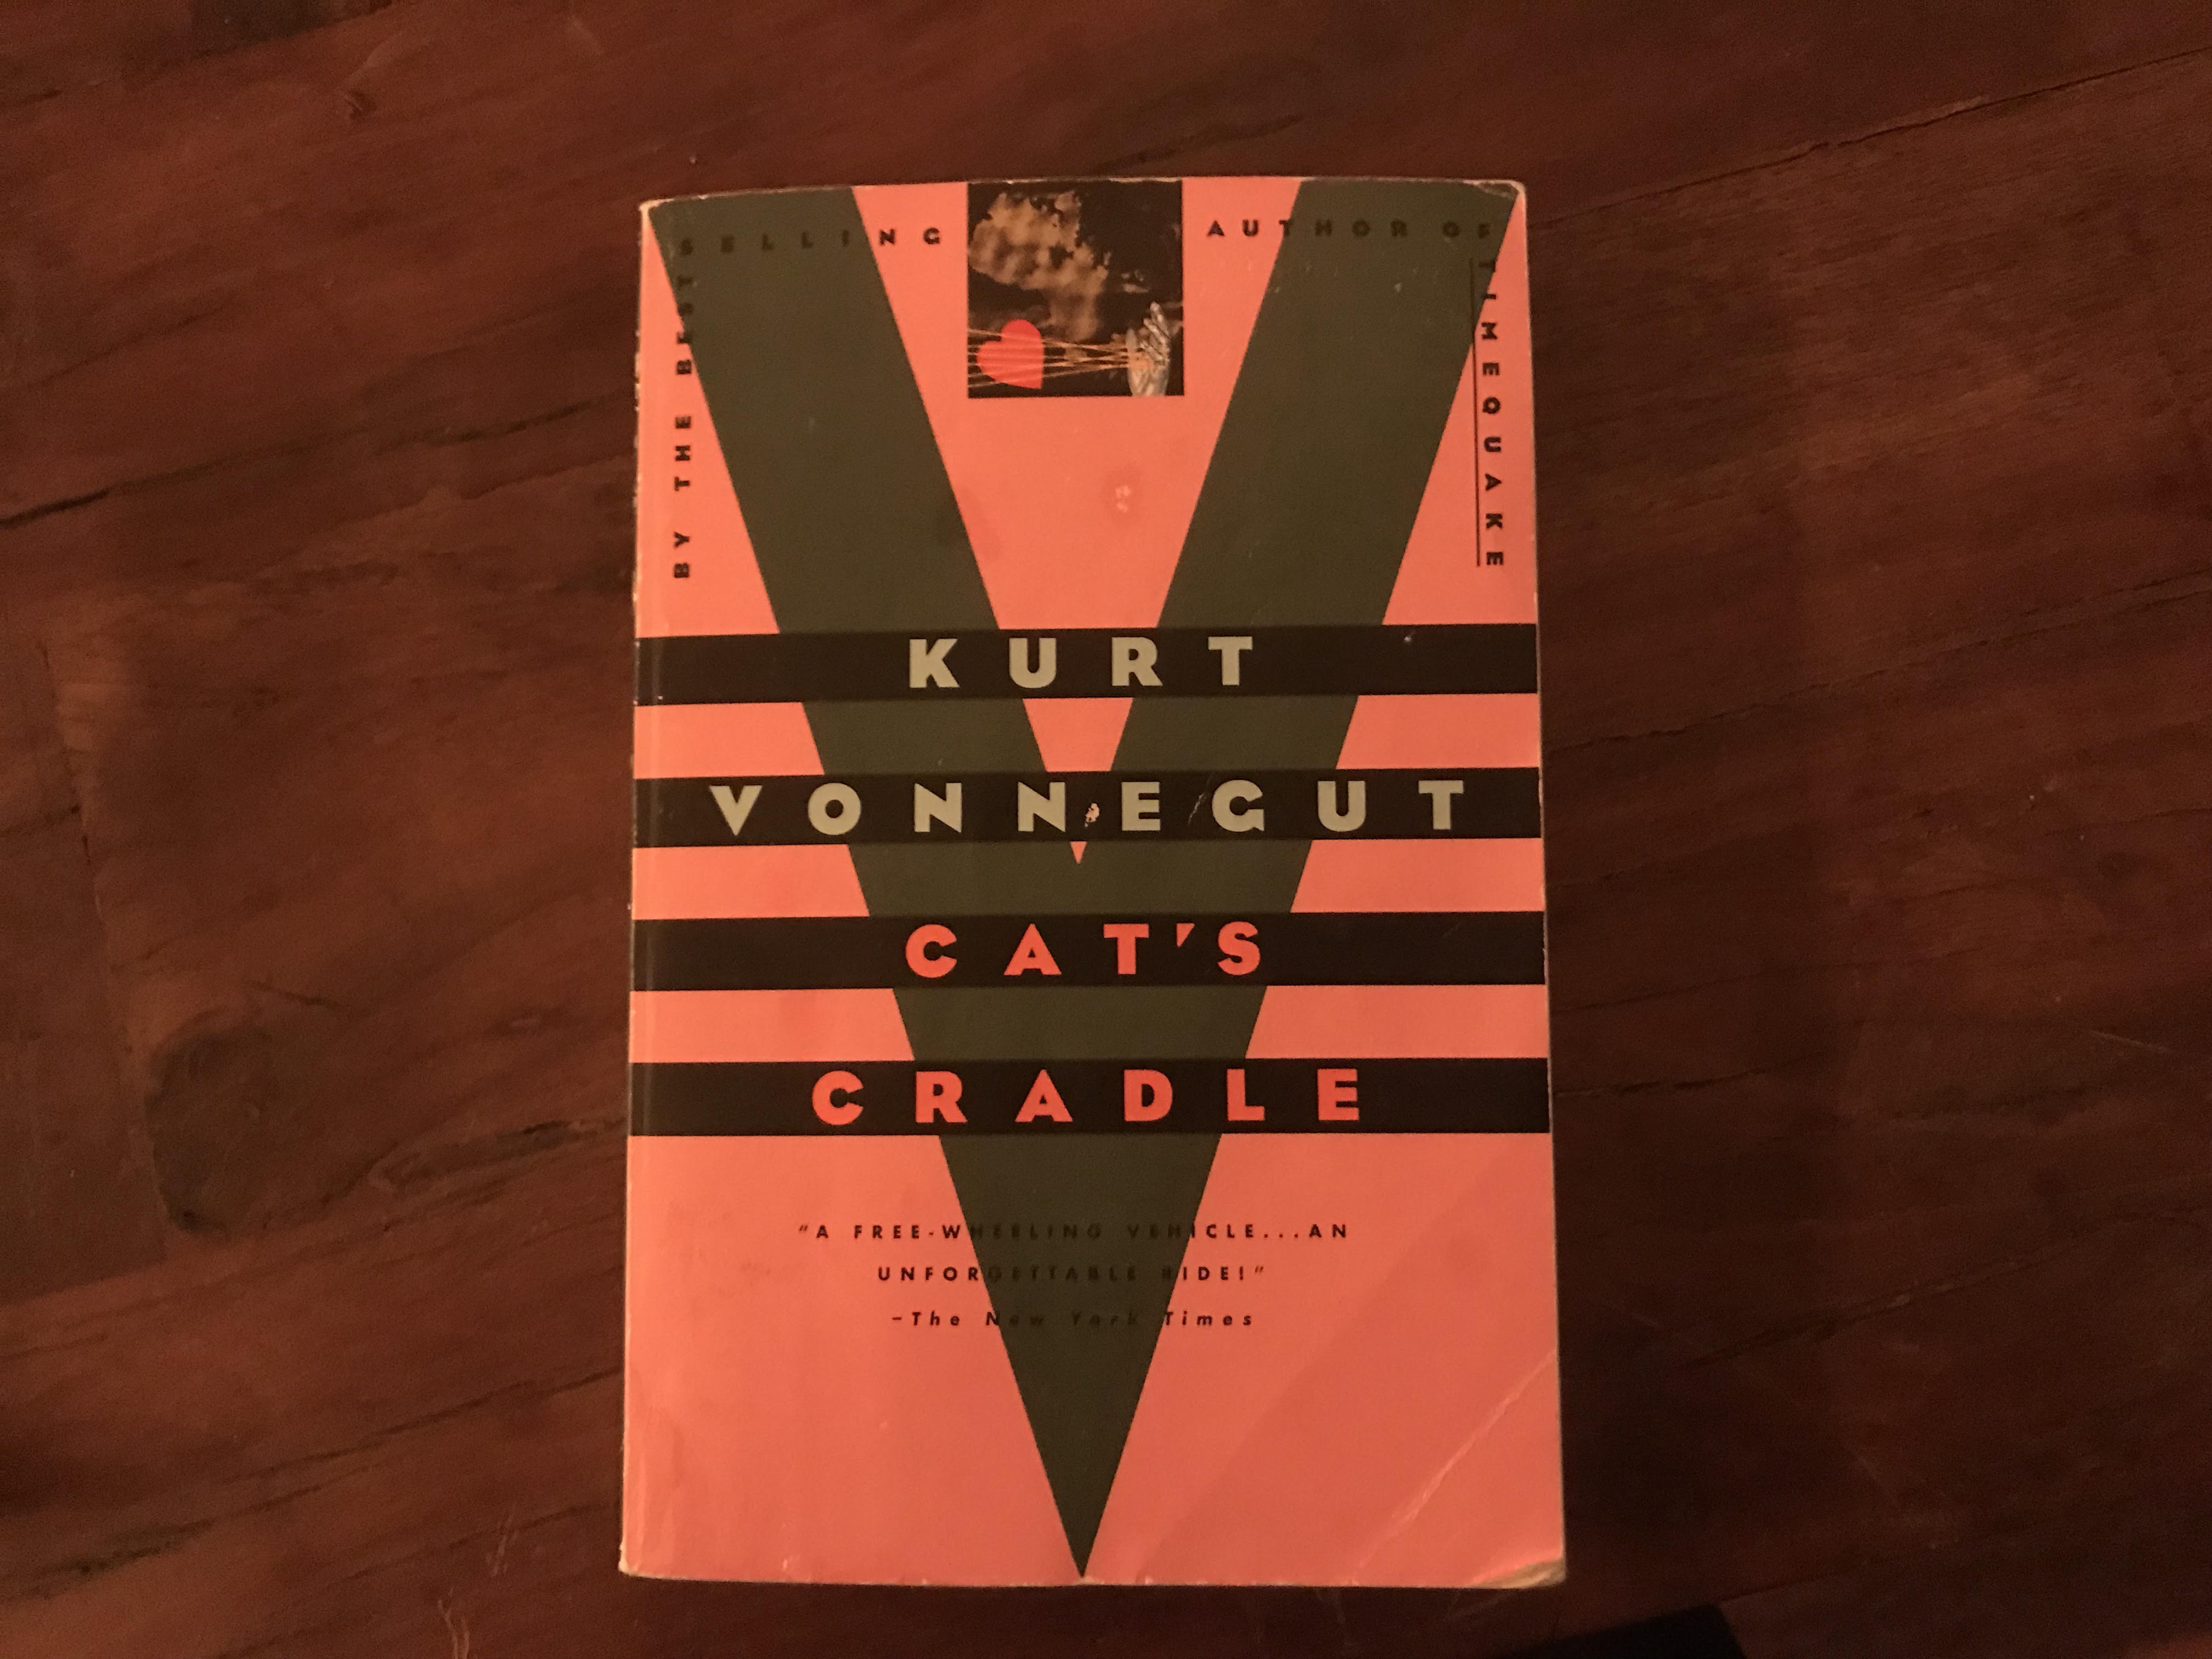 BY THE BESTSELLING AUTHOR OF TIMEQUAKE
KURT
VONNEGUT
CAT'S
CRADLE
"A FREE-WHEELING VEHICLE...AN
UNFORGETTABLE RIDE!"
–The New York Times